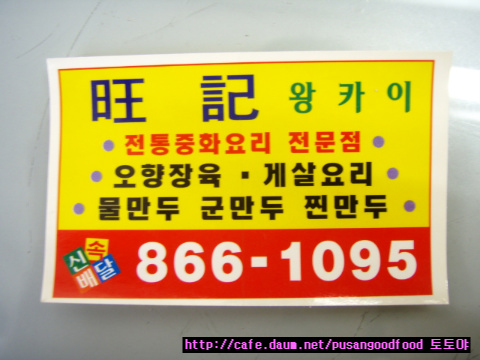 旺 記 왕카이
• 전통중화요리 전문점 •
• 오향장육 · 게살요리 •
• 물만두 군만두 찐만두 •
신속배달 866-1095
http://cafe.daum.net/pusangoodfood 토토야